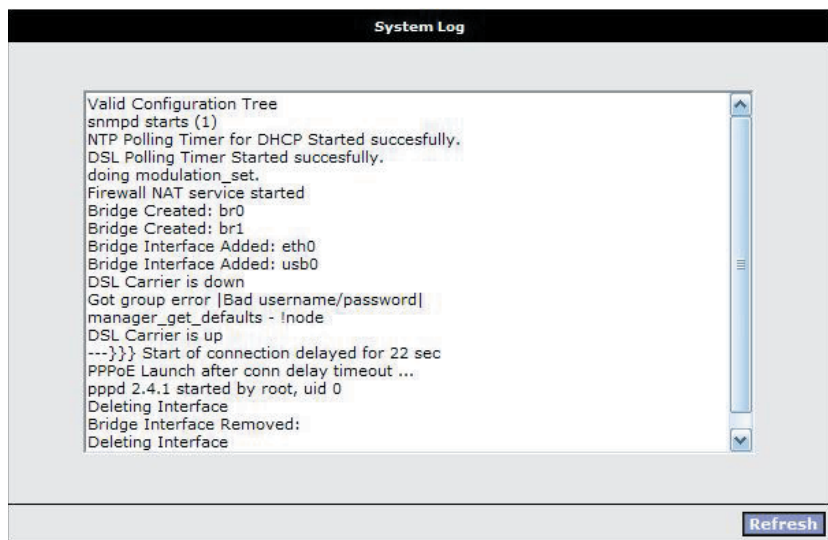 System Log
Valid Configuration Tree
snmpd starts (1)
NTP Polling Timer for DHCP Started succesfully.
DSL Polling Timer Started succesfully.
doing modulation_set.
Firewall NAT service started
Bridge Created: br0
Bridge Created: br1
Bridge Interface Added: eth0
Bridge Interface Added: usb0
DSL Carrier is down
Got group error |Bad username/password|
manager_get_defaults - !node
DSL Carrier is up
---}}} Start of connection delayed for 22 sec
PPPoE Launch after conn delay timeout ...
pppd 2.4.1 started by root, uid 0
Deleting Interface
Bridge Interface Removed:
Deleting Interface
Refresh